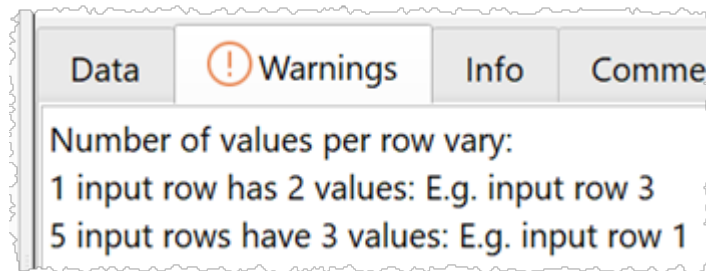 Data ! Warnings Info Comme
Number of values per row vary:
1 input row has 2 values: E.g. input row 3
5 input rows have 3 values: E.g. input row 1